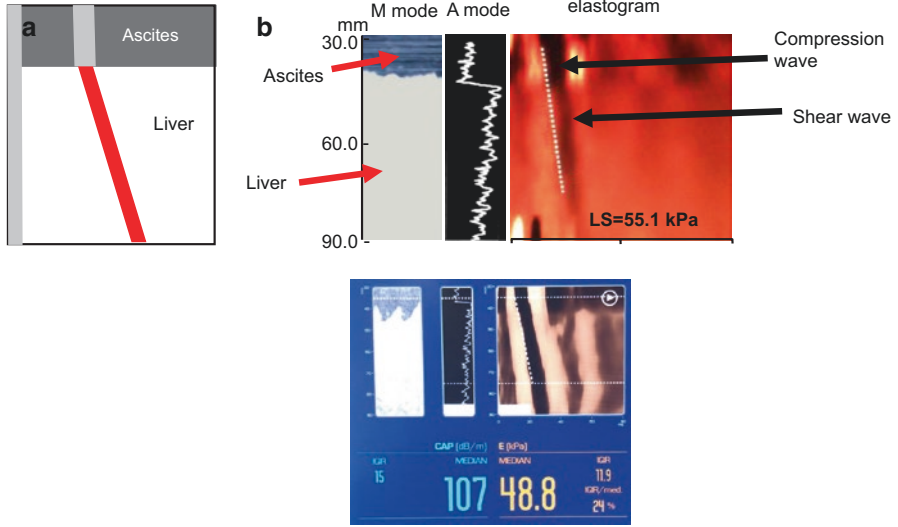 a
Ascites
Liver
b
mm
M mode
A mode
elastogram
30.0
60.0
90.0
Ascites
Liver
Compression
wave
Shear wave
LS=55.1 kPa
CAP [dB/m]
E [kPa]
IQR
15
MEDIAN
107
MEDIAN
48.8
IQR
11.9
IQR/med.
24 %